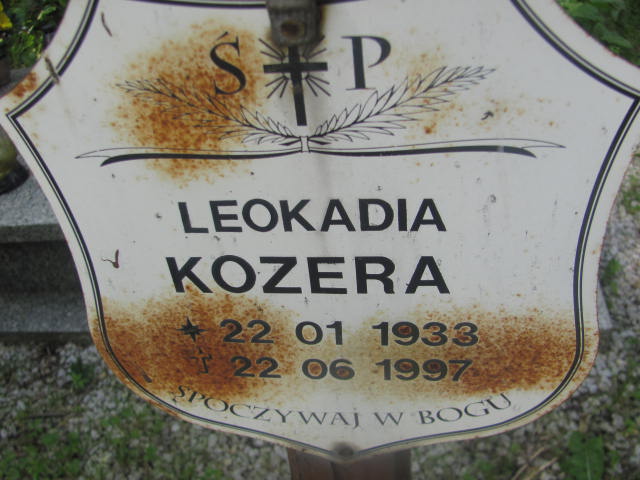 Ś P
LEOKADIA
KOZERA
* 22 01 1933
† 22 06 1997
SPOCZYWAJ W BOGU